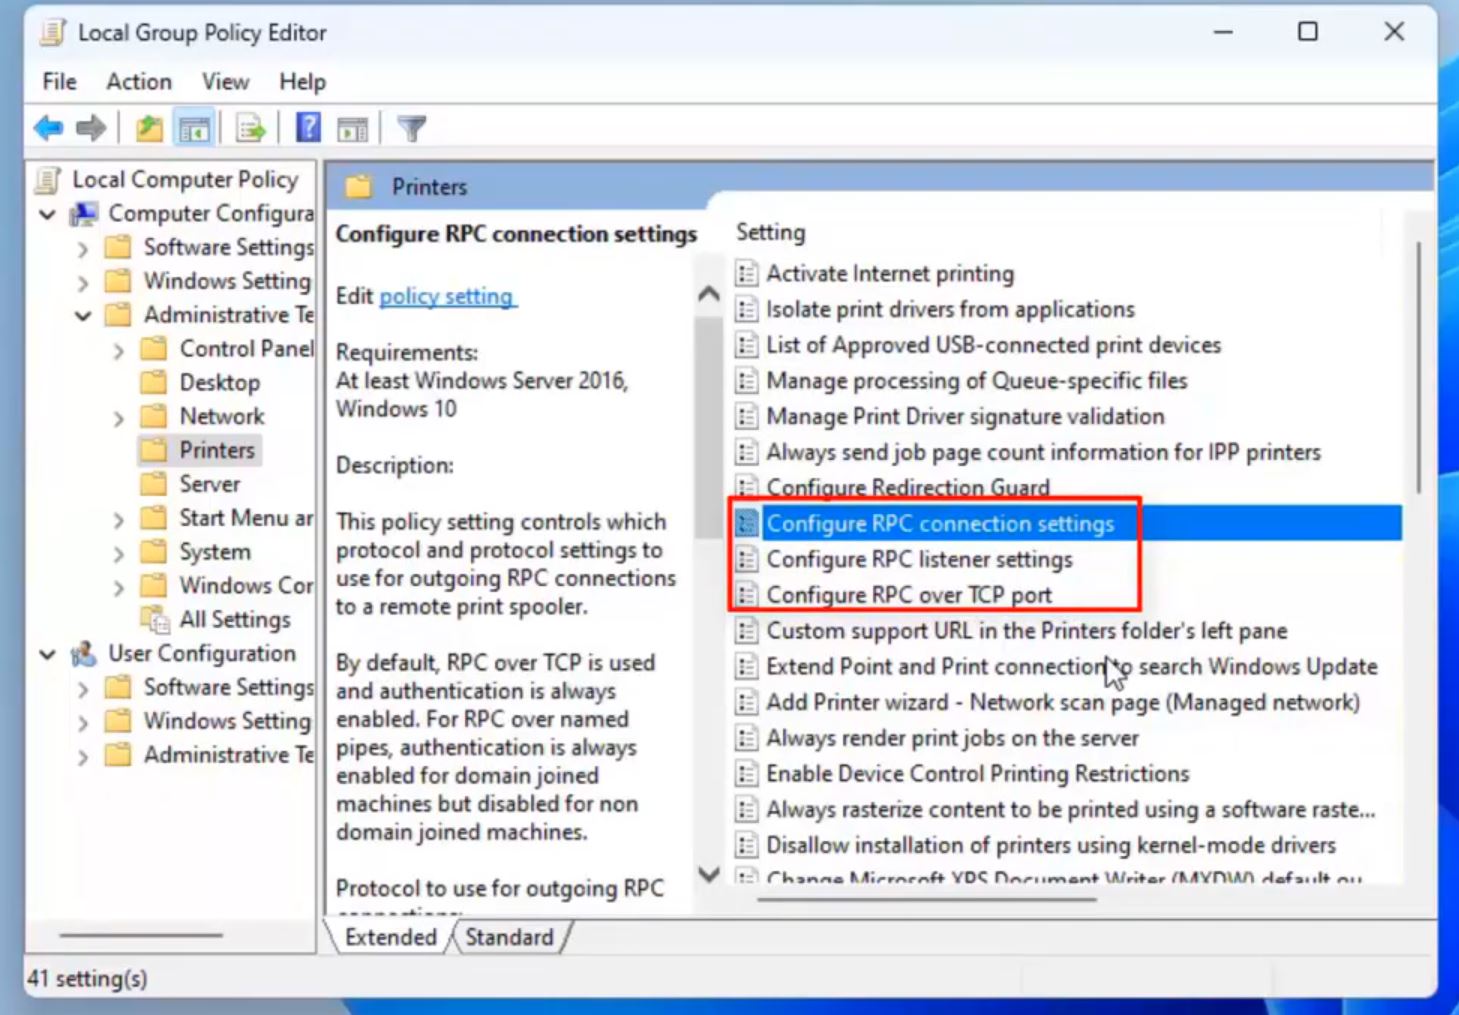 Local Group Policy Editor
File Action View Help
Local Computer Policy
Computer Configura
Software Settings
Windows Setting
Administrative Te
Control Panel
Desktop
Network
Printers
Server
Start Menu ar
System
Windows Cor
All Settings
User Configuration
Software Settings
Windows Setting
Administrative Te
Printers
Configure RPC connection settings
Edit policy setting
Requirements:
At least Windows Server 2016,
Windows 10
Description:
This policy setting controls which
protocol and protocol settings to
use for outgoing RPC connections
to a remote print spooler.
By default, RPC over TCP is used
and authentication is always
enabled. For RPC over named
pipes, authentication is always
enabled for domain joined
machines but disabled for non
domain joined machines.
Protocol to use for outgoing RPC
connections:
Setting
Activate Internet printing
Isolate print drivers from applications
List of Approved USB-connected print devices
Manage processing of Queue-specific files
Manage Print Driver signature validation
Always send job page count information for IPP printers
Configure Redirection Guard
Configure RPC connection settings
Configure RPC listener settings
Configure RPC over TCP port
Custom support URL in the Printers folder's left pane
Extend Point and Print connection to search Windows Update
Add Printer wizard - Network scan page (Managed network)
Always render print jobs on the server
Enable Device Control Printing Restrictions
Always rasterize content to be printed using a software raste...
Disallow installation of printers using kernel-mode drivers
Change Microsoft XPS Document Writer (MXDW) default ou
Extended Standard
41 setting(s)